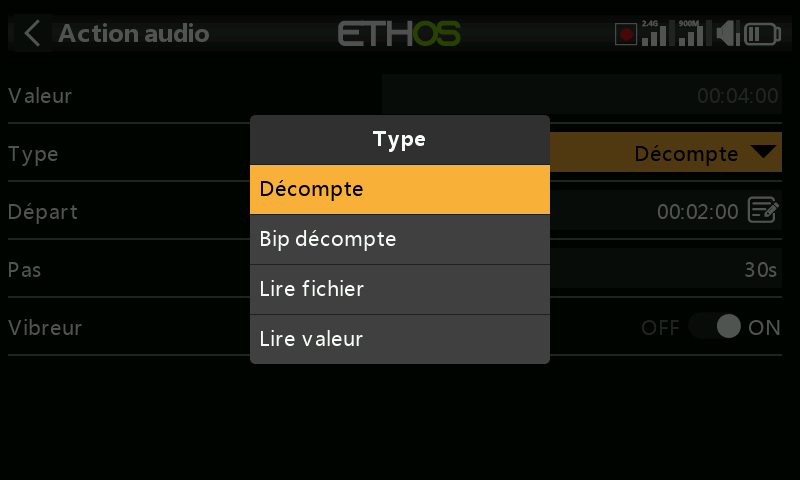 Action audio
ETHOS
2.4G
900M
Valeur
00:04:00
Type
Décompte
Départ
00:02:00
Pas
30s
Vibreur
OFF
ON
Type
Décompte
Bip décompte
Lire fichier
Lire valeur